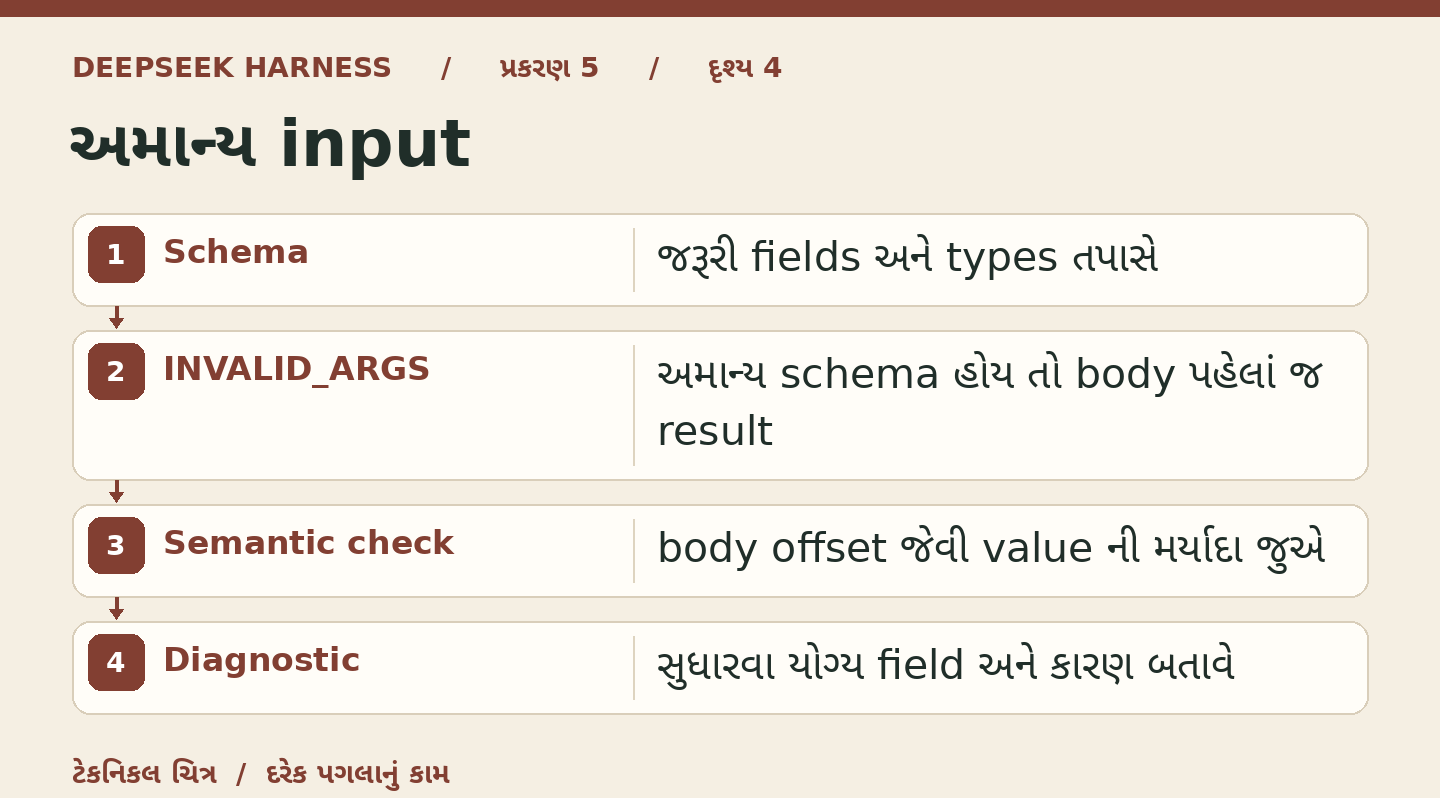 DEEPSEEK HARNESS / પ્રકરણ 5 / દૃશ્ય 4
અમાન્ય input
1 Schema
જરૂરી fields અને types તપાસે
2 INVALID_ARGS
અમાન્ય schema હોય તો body પહેલાં જ
result
3 Semantic check
body offset જેવી value ની મર્યાદા જુએ
4 Diagnostic
સુધારવા યોગ્ય field અને કારણ બતાવે
ટેકનિકલ ચિત્ર / દરેક પગલાનું કામ